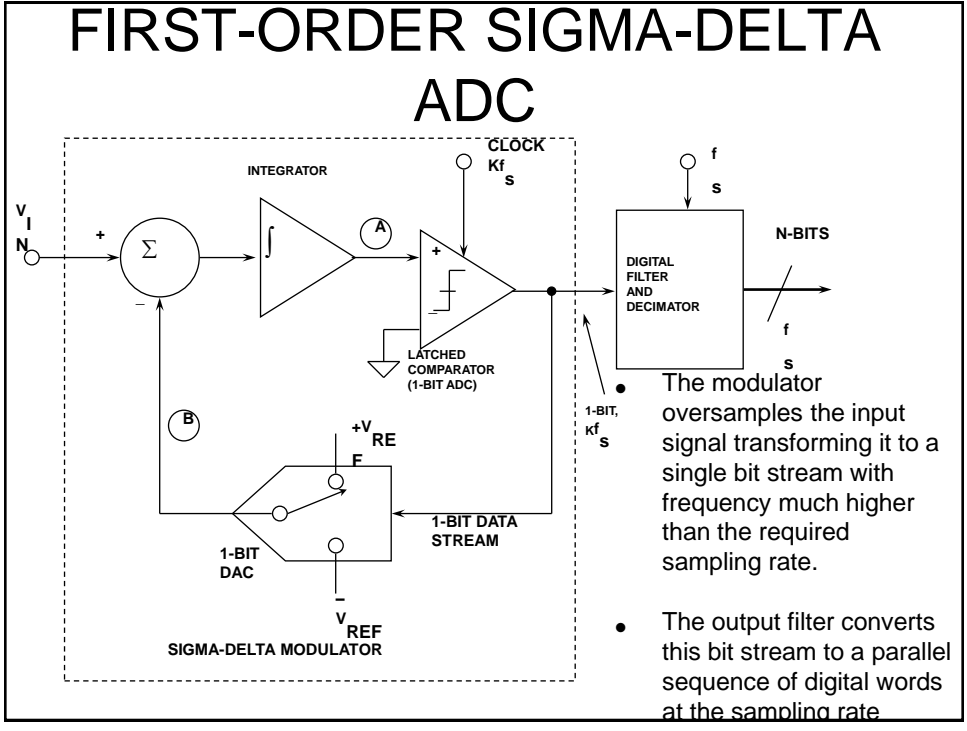 FIRST-ORDER SIGMA-DELTA
ADC
CLOCK
Kf
S
INTEGRATOR
f
S
V
I
N
+
Σ
–
∫
A
+
–
DIGITAL
FILTER
AND
DECIMATOR
N-BITS
f
S
LATCHED
COMPARATOR
(1-BIT ADC)
1-BIT,
Kf
S
B
+V
RE
F
1-BIT DATA
STREAM
1-BIT
DAC
–
V
REF
SIGMA-DELTA MODULATOR
• The modulator
oversamples the input
signal transforming it to a
single bit stream with
frequency much higher
than the required
sampling rate.
• The output filter converts
this bit stream to a parallel
sequence of digital words
at the sampling rate